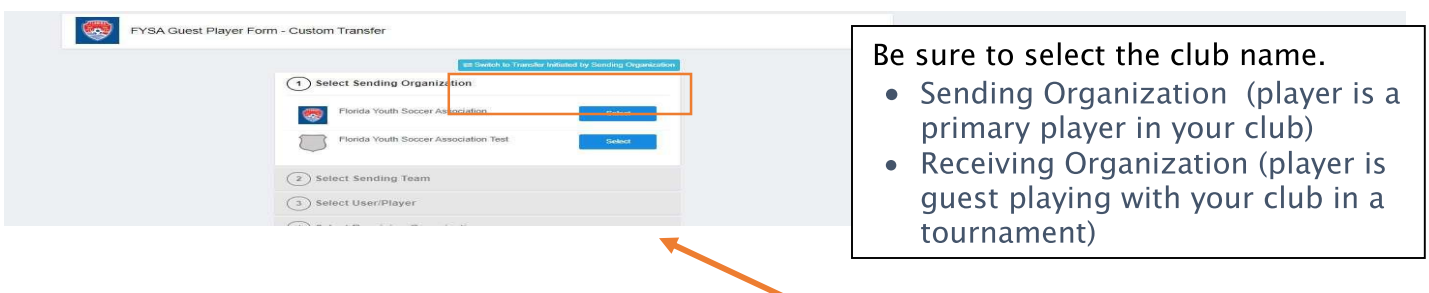 FYSA Guest Player Form - Custom Transfer
Switch to Transfer Initiated by Sending Organization
1 Select Sending Organization
Florida Youth Soccer Association
Select
Florida Youth Soccer Association Test
Select
2 Select Sending Team
3 Select User/Player
Be sure to select the club name.
• Sending Organization (player is a
primary player in your club)
• Receiving Organization (player is
guest playing with your club in a
tournament)